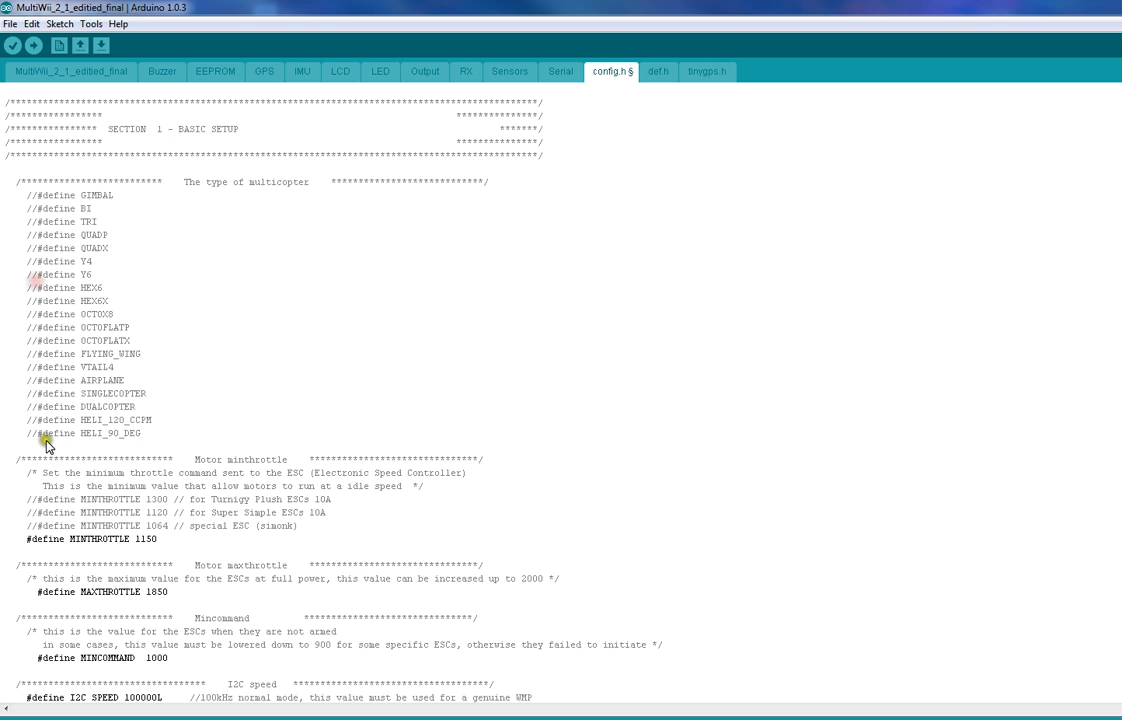 MultiWii_2_1_editied_final | Arduino 1.0.3
File Edit Sketch Tools Help
MultiWii_2_1_editied_final Buzzer EEPROM GPS IMU LCD LED Output RX Sensors Serial config.h § def.h tinygps.h
/*************************************************************************************************/
/***************** ***************/
/**************** SECTION 1 - BASIC SETUP *******/
/***************** ***************/
/*************************************************************************************************/
/************************** The type of multicopter ****************************/
//#define GIMBAL
//#define BI
//#define TRI
//#define QUADP
//#define QUADX
//#define Y4
//#define Y6
//#define HEX6
//#define HEX6X
//#define OCTOX8
//#define OCTOFLATP
//#define OCTOFLATX
//#define FLYING_WING
//#define VTAIL4
//#define AIRPLANE
//#define SINGLECOPTER
//#define DUALCOPTER
//#define HELI_120_CCPM
//#define HELI_90_DEG
/**************************** Motor minthrottle *******************************/
/* Set the minimum throttle command sent to the ESC (Electronic Speed Controller)
This is the minimum value that allow motors to run at a idle speed */
//#define MINTHROTTLE 1300 // for Turnigy Plush ESCs 10A
//#define MINTHROTTLE 1120 // for Super Simple ESCs 10A
//#define MINTHROTTLE 1064 // special ESC (simonk)
#define MINTHROTTLE 1150
/**************************** Motor maxthrottle *******************************/
/* this is the maximum value for the ESCs at full power, this value can be increased up to 2000 */
#define MAXTHROTTLE 1850
/**************************** Mincommand *******************************/
/* this is the value for the ESCs when they are not armed
in some cases, this value must be lowered down to 900 for some specific ESCs, otherwise they failed to initiate */
#define MINCOMMAND 1000
/********************************** I2C speed ************************************/
#define I2C_SPEED 100000L //100kHz normal mode, this value must be used for a genuine WMP